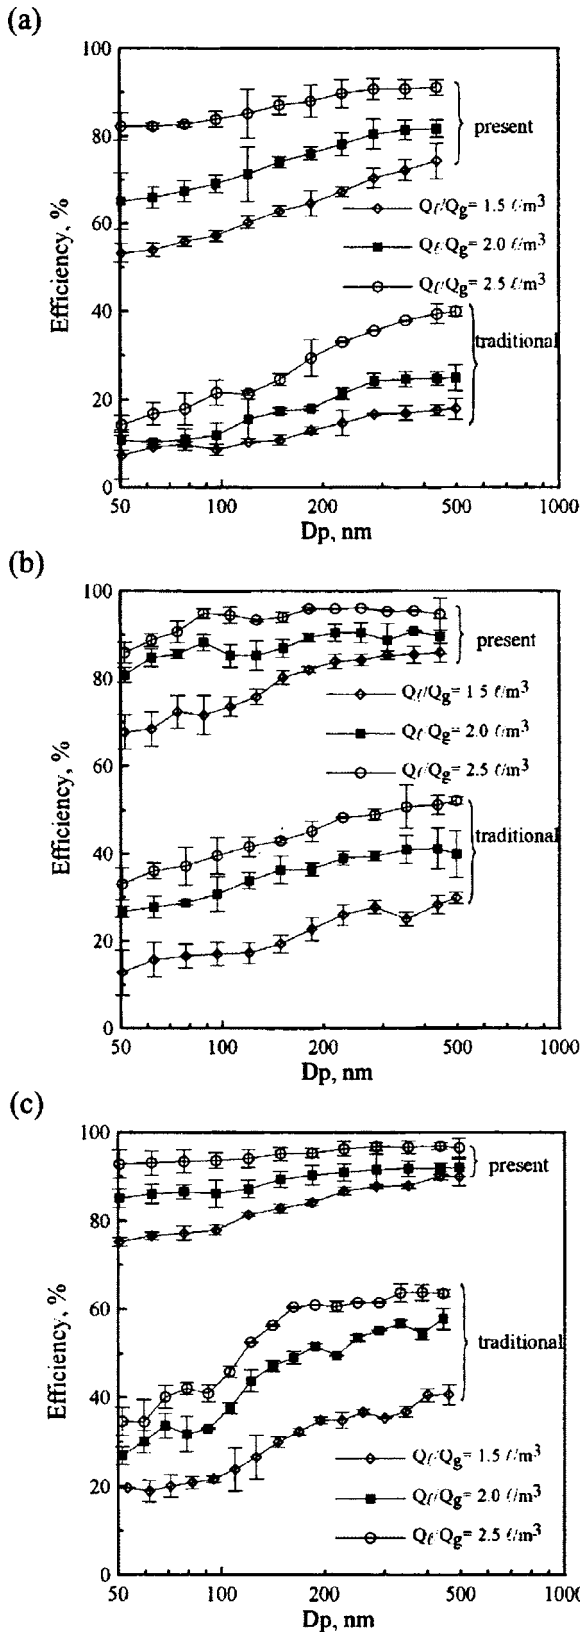 (a)
100
80
60
40
20
0
Efficiency, %
present
Qℓ/Qg= 1.5 ℓ/m3
Qℓ/Qg= 2.0 ℓ/m3
Qℓ/Qg= 2.5 ℓ/m3
traditional
50 100 200 500 1000
Dp, nm
(b)
100
80
60
40
20
0
Efficiency, %
present
Qℓ/Qg= 1.5 ℓ/m3
Qℓ/Qg= 2.0 ℓ/m3
Qℓ/Qg= 2.5 ℓ/m3
traditional
50 100 200 500 1000
Dp, nm
(c)
100
80
60
40
20
0
Efficiency, %
present
traditional
Qℓ/Qg= 1.5 ℓ/m3
Qℓ/Qg= 2.0 ℓ/m3
Qℓ/Qg= 2.5 ℓ/m3
50 100 200 500 1000
Dp, nm